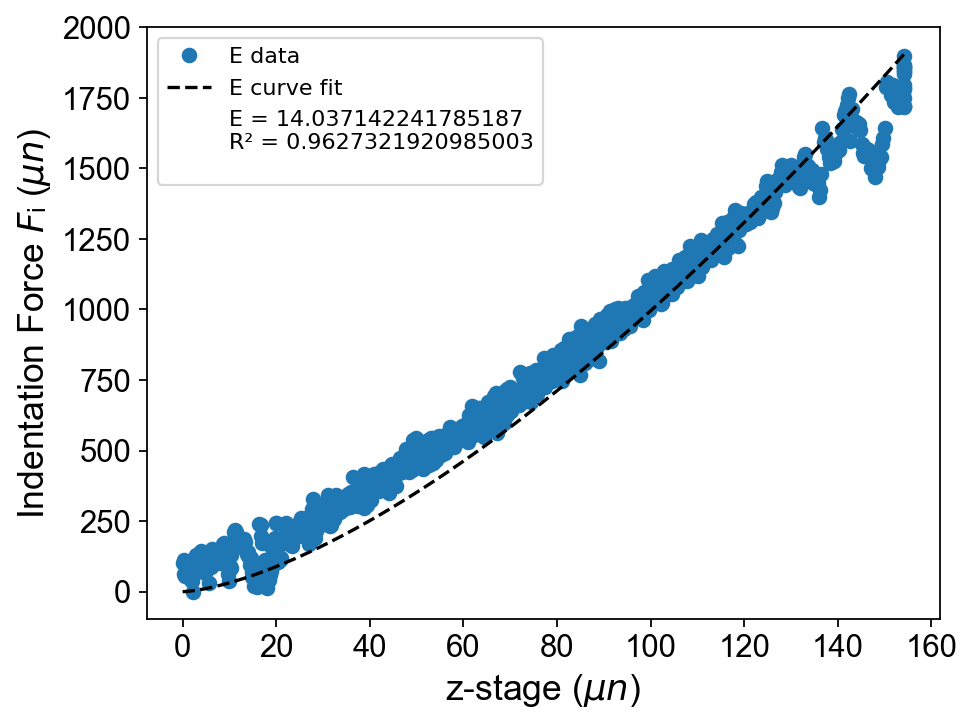 2000
1750
1500
1250
1000
750
500
250
0
Indentation Force Fi (μn)
E data
E curve fit
E = 14.037142241785187
R² = 0.9627321920985003
0 20 40 60 80 100 120 140 160
z-stage (μn)